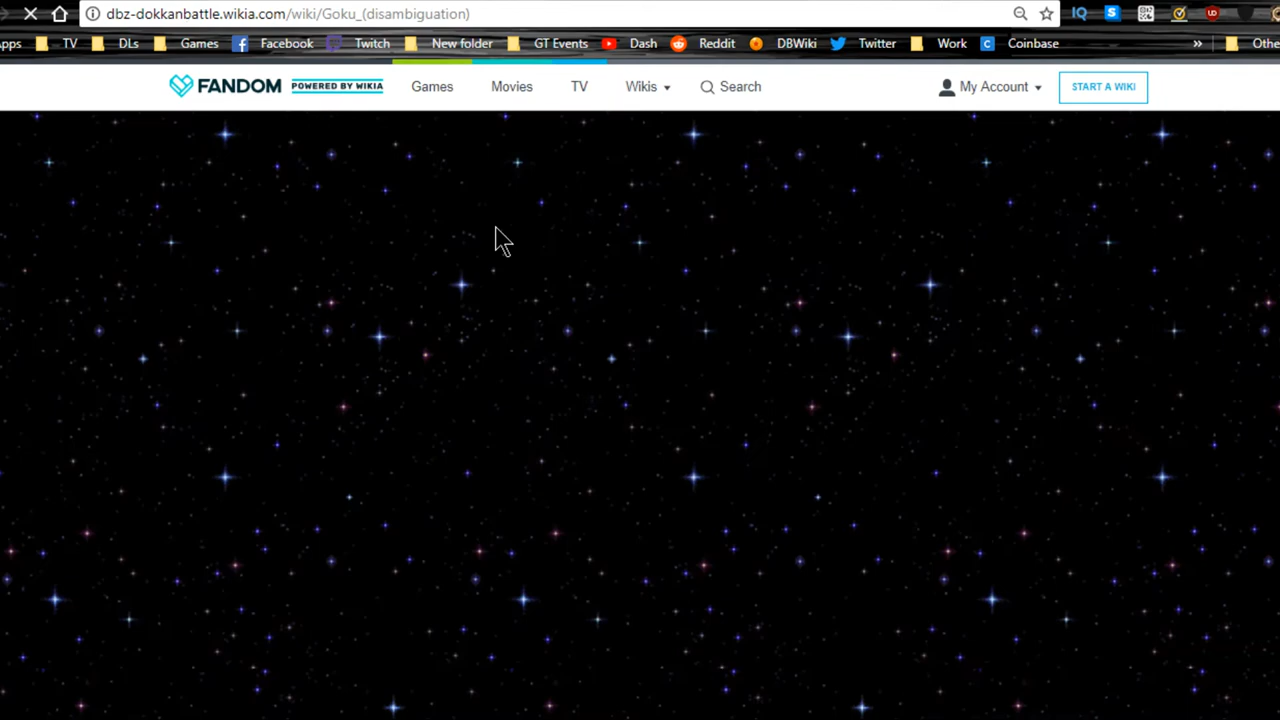 dbz-dokkanbattle.wikia.com/wiki/Goku_(disambiguation)
Apps TV DLs Games Facebook Twitch New folder GT Events Dash Reddit DBWiki Twitter Work Coinbase » Othe
FANDOM POWERED BY WIKIA Games Movies TV Wikis Search My Account START A WIKI